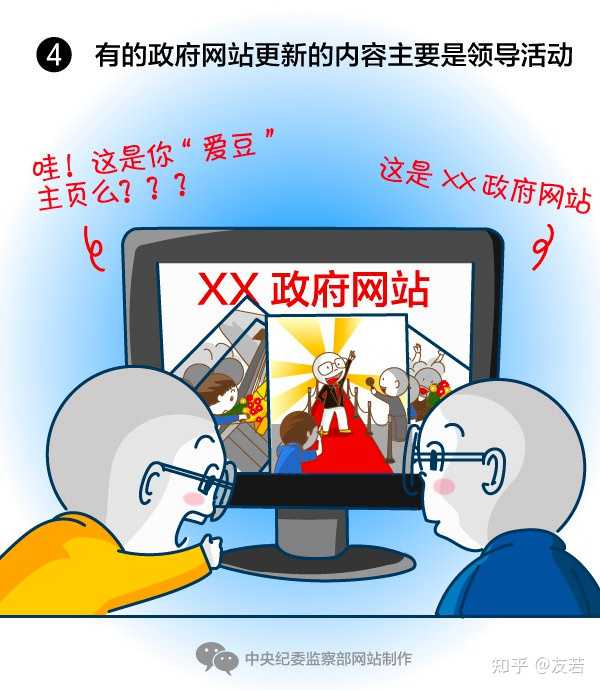 4 有的政府网站更新的内容主要是领导活动
哇！这是你“爱豆”
主页么？？？
这是 XX 政府网站
XX 政府网站
中央纪委监察部网站制作
知乎 @友若